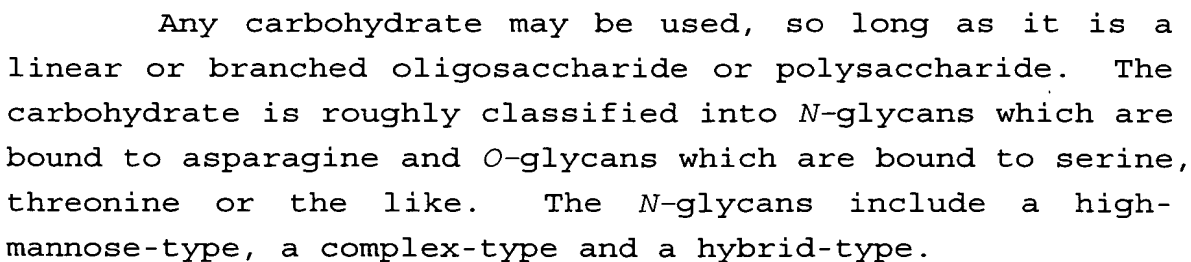 Any carbohydrate may be used, so long as it is a
linear or branched oligosaccharide or polysaccharide. The
carbohydrate is roughly classified into N-glycans which are
bound to asparagine and O-glycans which are bound to serine,
threonine or the like. The N-glycans include a high-
mannose-type, a complex-type and a hybrid-type.